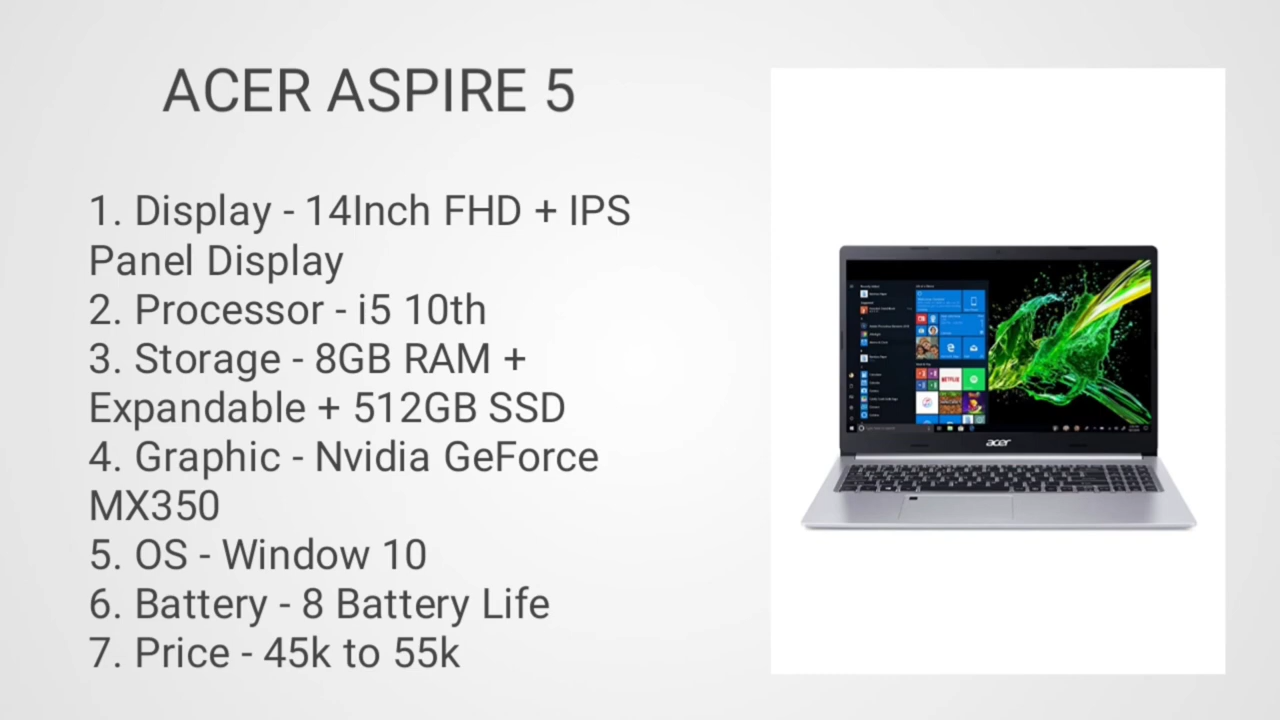 ACER ASPIRE 5
1. Display - 14Inch FHD + IPS
Panel Display
2. Processor - i5 10th
3. Storage - 8GB RAM +
Expandable + 512GB SSD
4. Graphic - Nvidia GeForce
MX350
5. OS - Window 10
6. Battery - 8 Battery Life
7. Price - 45k to 55k
NETFLIX
acer